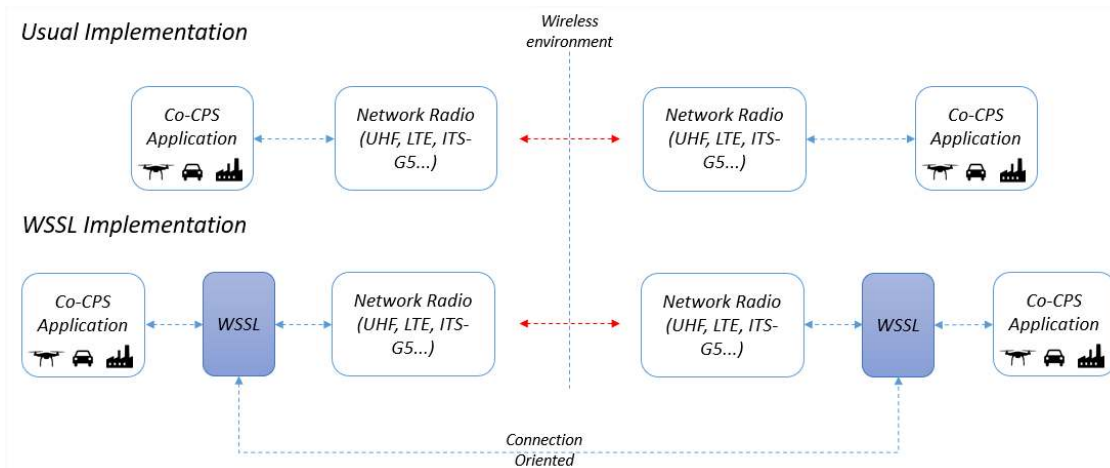 Usual Implementation
Wireless
environment
Co-CPS
Application
Network Radio
(UHF, LTE, ITS-
G5...)
Network Radio
(UHF, LTE, ITS-
G5...)
Co-CPS
Application
WSSL Implementation
Co-CPS
Application
WSSL
Network Radio
(UHF, LTE, ITS-
G5...)
Network Radio
(UHF, LTE, ITS-
G5...)
WSSL
Co-CPS
Application
Connection
Oriented